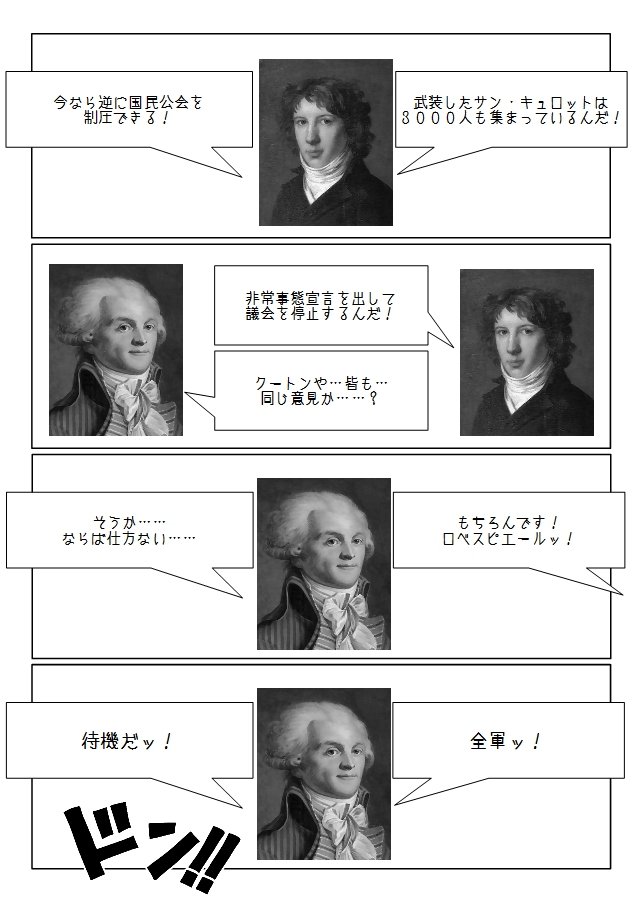 武装したサン・キュロットは
８０００人も集まっているんだ！
今なら逆に国民公会を
制圧できる！
非常事態宣言を出して
議会を停止するんだ！
クートンや…皆も…
同じ意見か……？
もちろんです！
ロベスピエールッ！
そうか……
ならば仕方ない……
全軍ッ！
待機だッ！
ドン!!